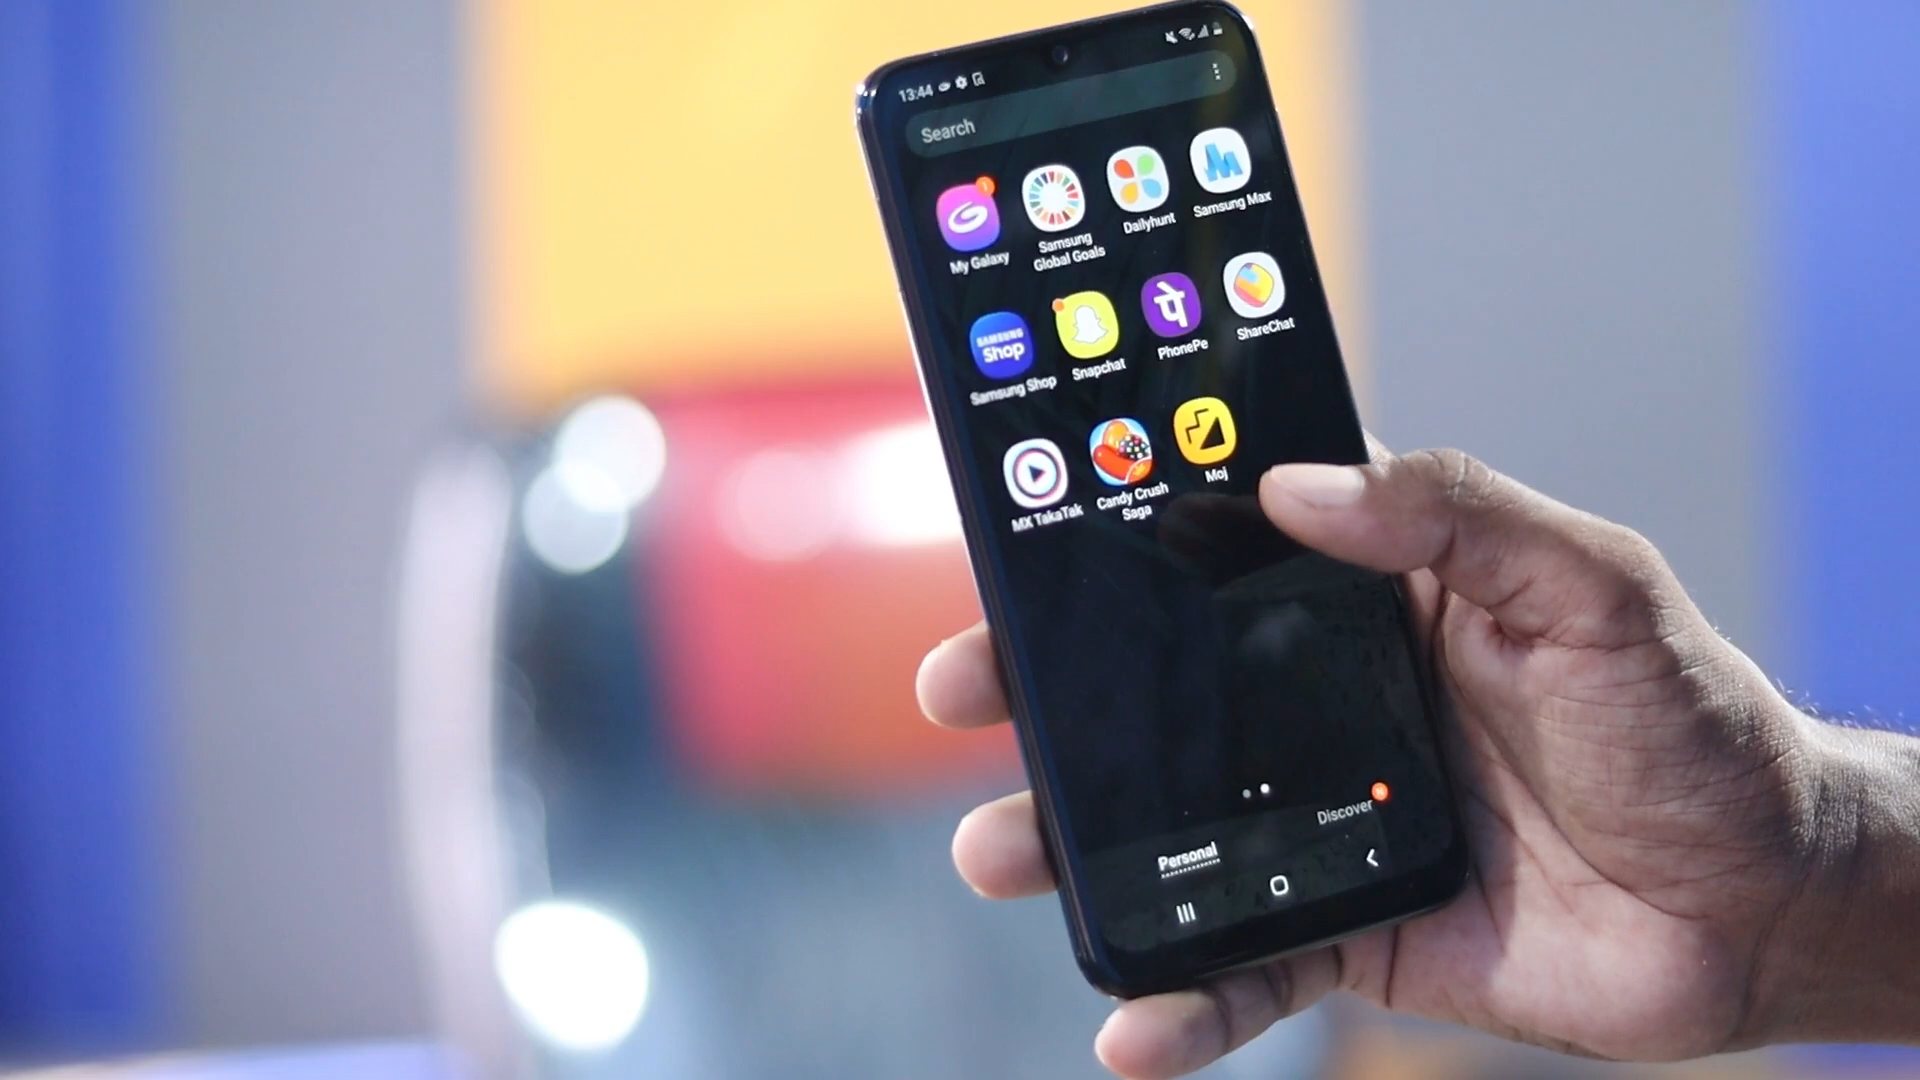 13:44
Search
My Galaxy
Samsung
Global Goals
Dailyhunt
Samsung Max
SAMSUNG
Shop
Samsung Shop
Snapchat
पे
PhonePe
ShareChat
MX TakaTak
Candy Crush
Saga
Moj
Personal
Discover
N